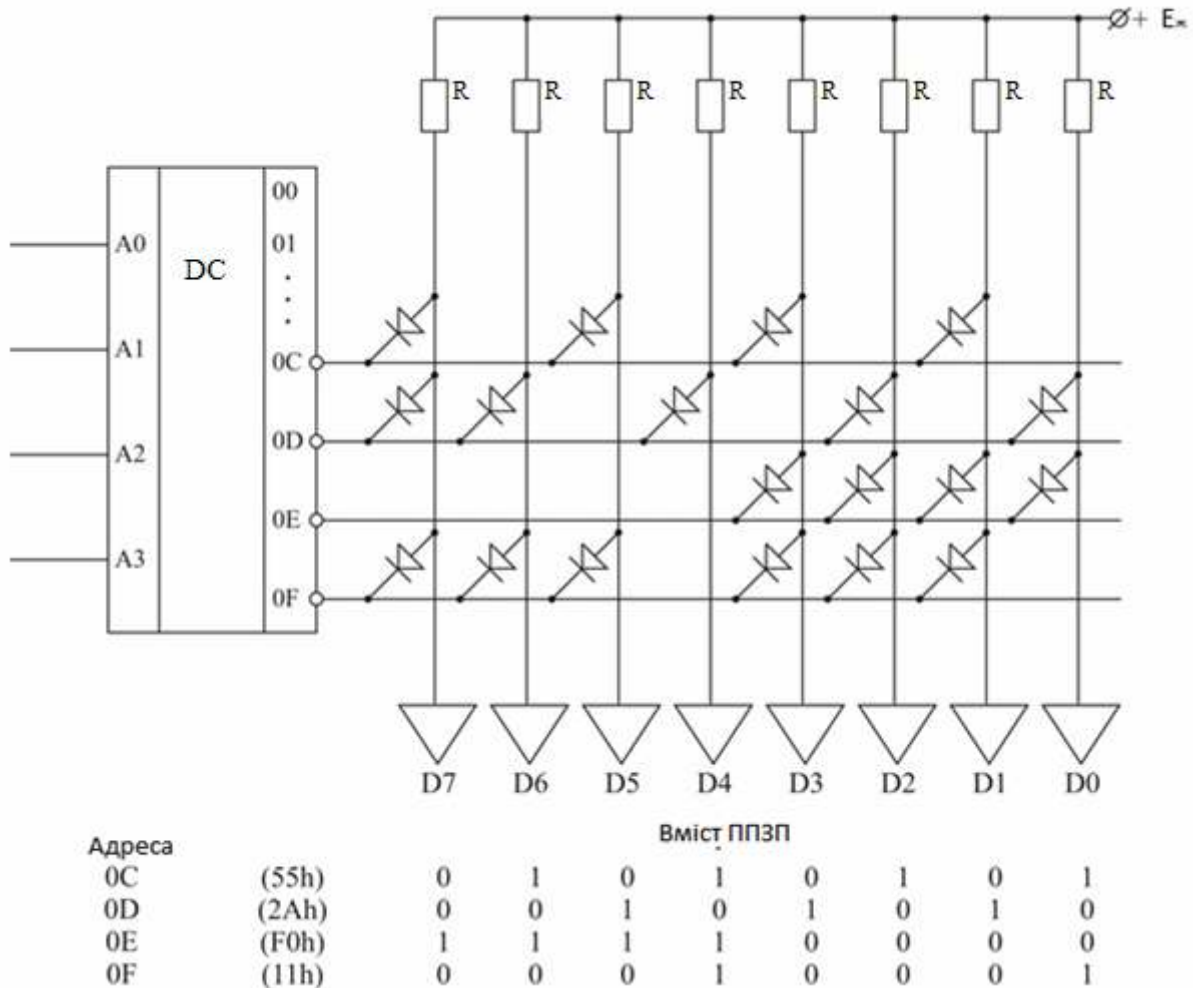 + Eж
R R R R R R R R
00
A0 01
DC
A1 0C
A2 0D
0E
A3 0F
D7 D6 D5 D4 D3 D2 D1 D0
Вміст ППЗП
Адреса
0C (55h) 0 1 0 1 0 1 0 1
0D (2Ah) 0 0 1 0 1 0 1 0
0E (F0h) 1 1 1 1 0 0 0 0
0F (11h) 0 0 0 1 0 0 0 1